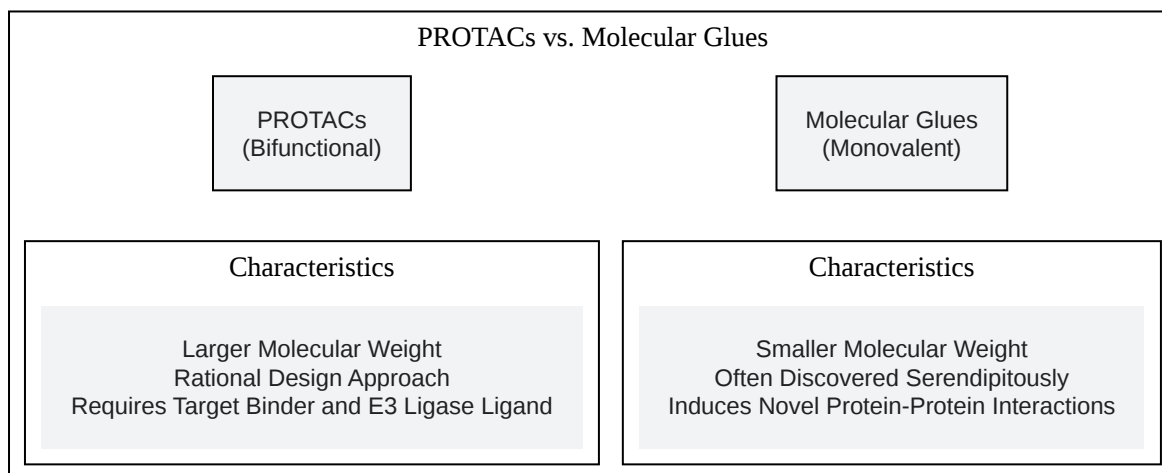 PROTACs vs. Molecular Glues
PROTACs
(Bifunctional)
Molecular Glues
(Monovalent)
Characteristics
Larger Molecular Weight
Rational Design Approach
Requires Target Binder and E3 Ligase Ligand
Characteristics
Smaller Molecular Weight
Often Discovered Serendipitously
Induces Novel Protein-Protein Interactions